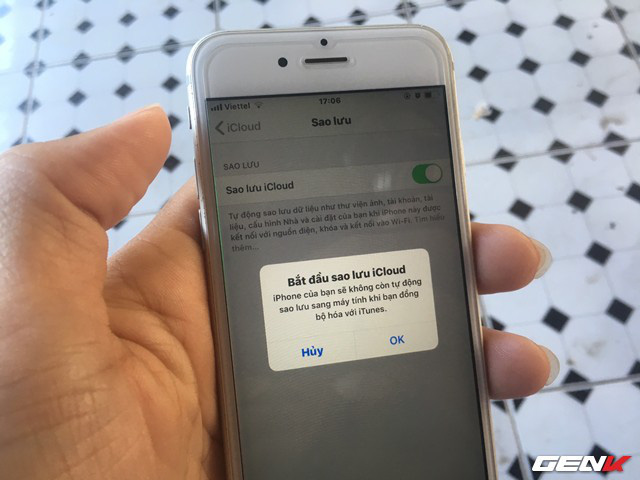 Viettel 17:06
iCloud Sao lưu
SAO LƯU
Sao lưu iCloud
Tự động sao lưu dữ liệu như thư viện ảnh, tài khoản, tài
liệu, cấu hình Nhà và cài đặt của bạn khi iPhone này được
kết nối với nguồn điện, khóa và kết nối vào Wi-Fi. Tìm hiểu
thêm...
Bắt đầu sao lưu iCloud
iPhone của bạn sẽ không còn tự động
sao lưu sang máy tính khi bạn đồng
bộ hóa với iTunes.
Hủy OK
GENK